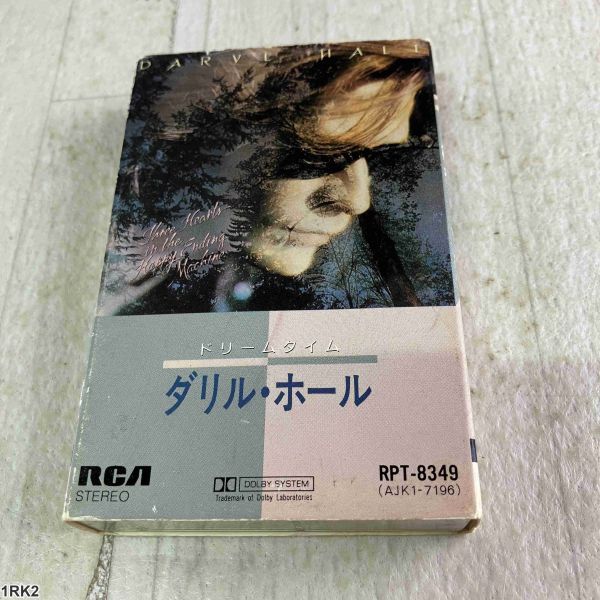 DARYL HALL
Three Hearts
In the
Happy Ending
Machine
ドリームタイム
ダリル・ホール
RCA
STEREO
DOLBY SYSTEM
Trademark of Dolby Laboratories
RPT-8349
(AJK1-7196)
1RK2